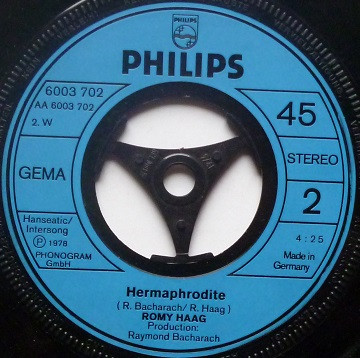 PHILIPS
PHILIPS
6003 702
AA 6003 702
2. W
45
GEMA
STEREO
2
Hanseatic/
Intersong
Ⓟ 1978
PHONOGRAM
GmbH
4:25
Made in
Germany
Hermaphrodite
( R. Bacharach/ R. Haag )
ROMY HAAG
Production:
Raymond Bacharach